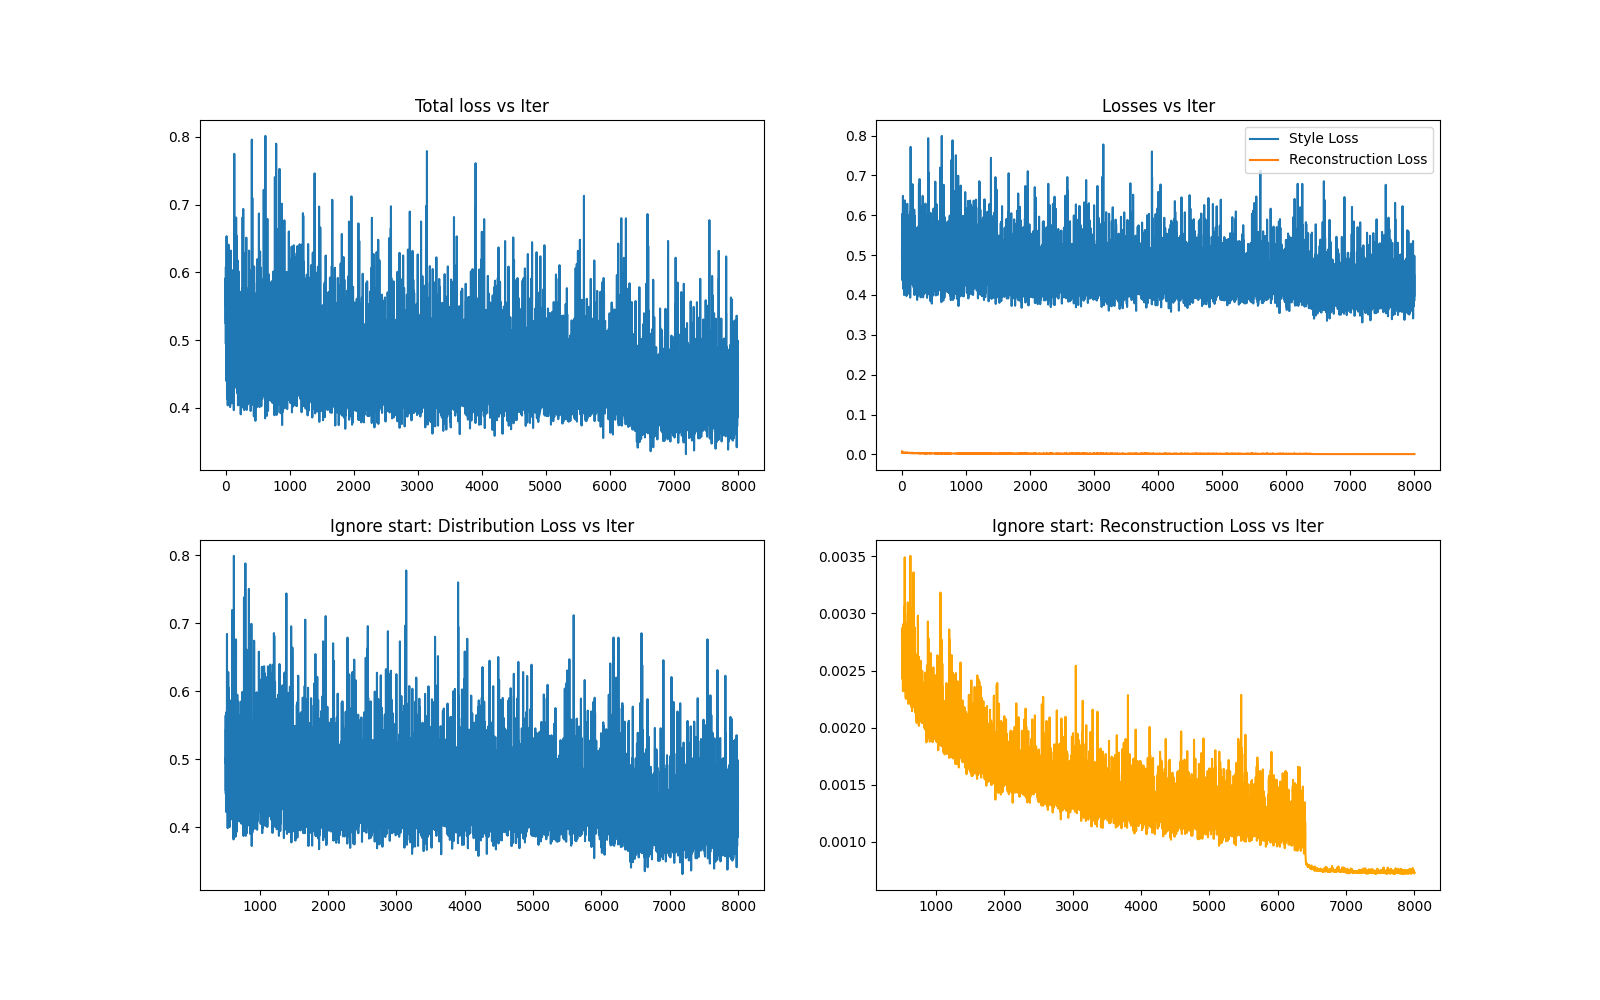 Total loss vs Iter
0.8
0.7
0.6
0.5
0.4
0 1000 2000 3000 4000 5000 6000 7000 8000
Losses vs Iter
Style Loss
Reconstruction Loss
0.8
0.7
0.6
0.5
0.4
0.3
0.2
0.1
0.0
0 1000 2000 3000 4000 5000 6000 7000 8000
Ignore start: Distribution Loss vs Iter
0.8
0.7
0.6
0.5
0.4
1000 2000 3000 4000 5000 6000 7000 8000
Ignore start: Reconstruction Loss vs Iter
0.0035
0.0030
0.0025
0.0020
0.0015
0.0010
1000 2000 3000 4000 5000 6000 7000 8000